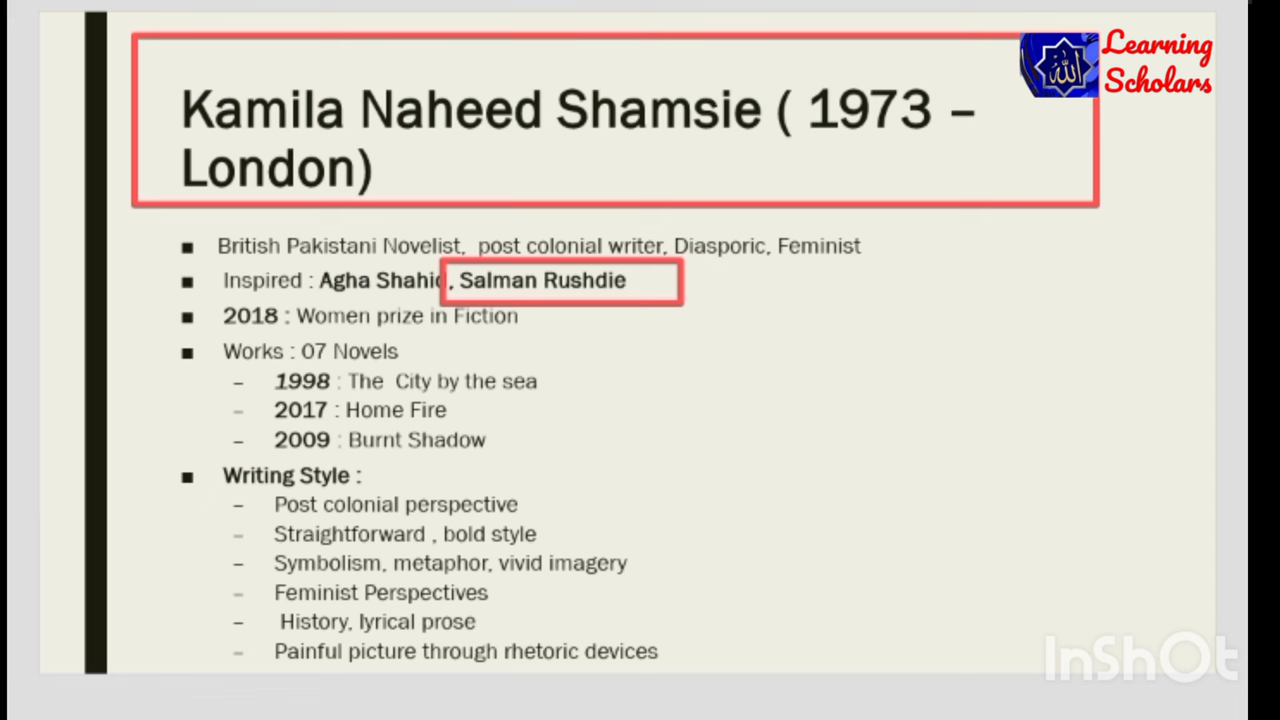 Learning
Scholars
الله
Kamila Naheed Shamsie ( 1973 –
London)
■ British Pakistani Novelist, post colonial writer, Diasporic, Feminist
■ Inspired : Agha Shahid, Salman Rushdie
■ 2018 : Women prize in Fiction
■ Works : 07 Novels
– 1998 : The City by the sea
– 2017 : Home Fire
– 2009 : Burnt Shadow
■ Writing Style :
– Post colonial perspective
– Straightforward , bold style
– Symbolism, metaphor, vivid imagery
– Feminist Perspectives
– History, lyrical prose
– Painful picture through rhetoric devices
InShOt